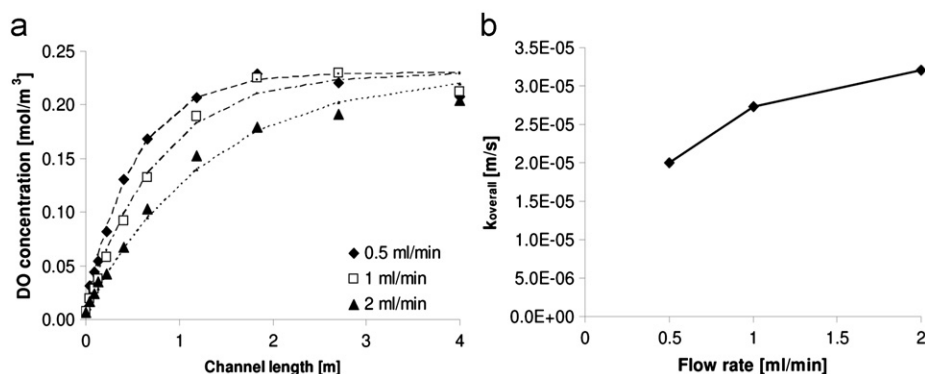 a
DO concentration [mol/m³]
0.25
0.20
0.15
0.10
0.05
0.00
0
1
2
3
4
Channel length [m]
0.5 ml/min
1 ml/min
2 ml/min
b
k overall [m/s]
3.5E-05
3.0E-05
2.5E-05
2.0E-05
1.5E-05
1.0E-05
5.0E-06
0.0E+00
0
0.5
1
1.5
2
Flow rate [ml/min]